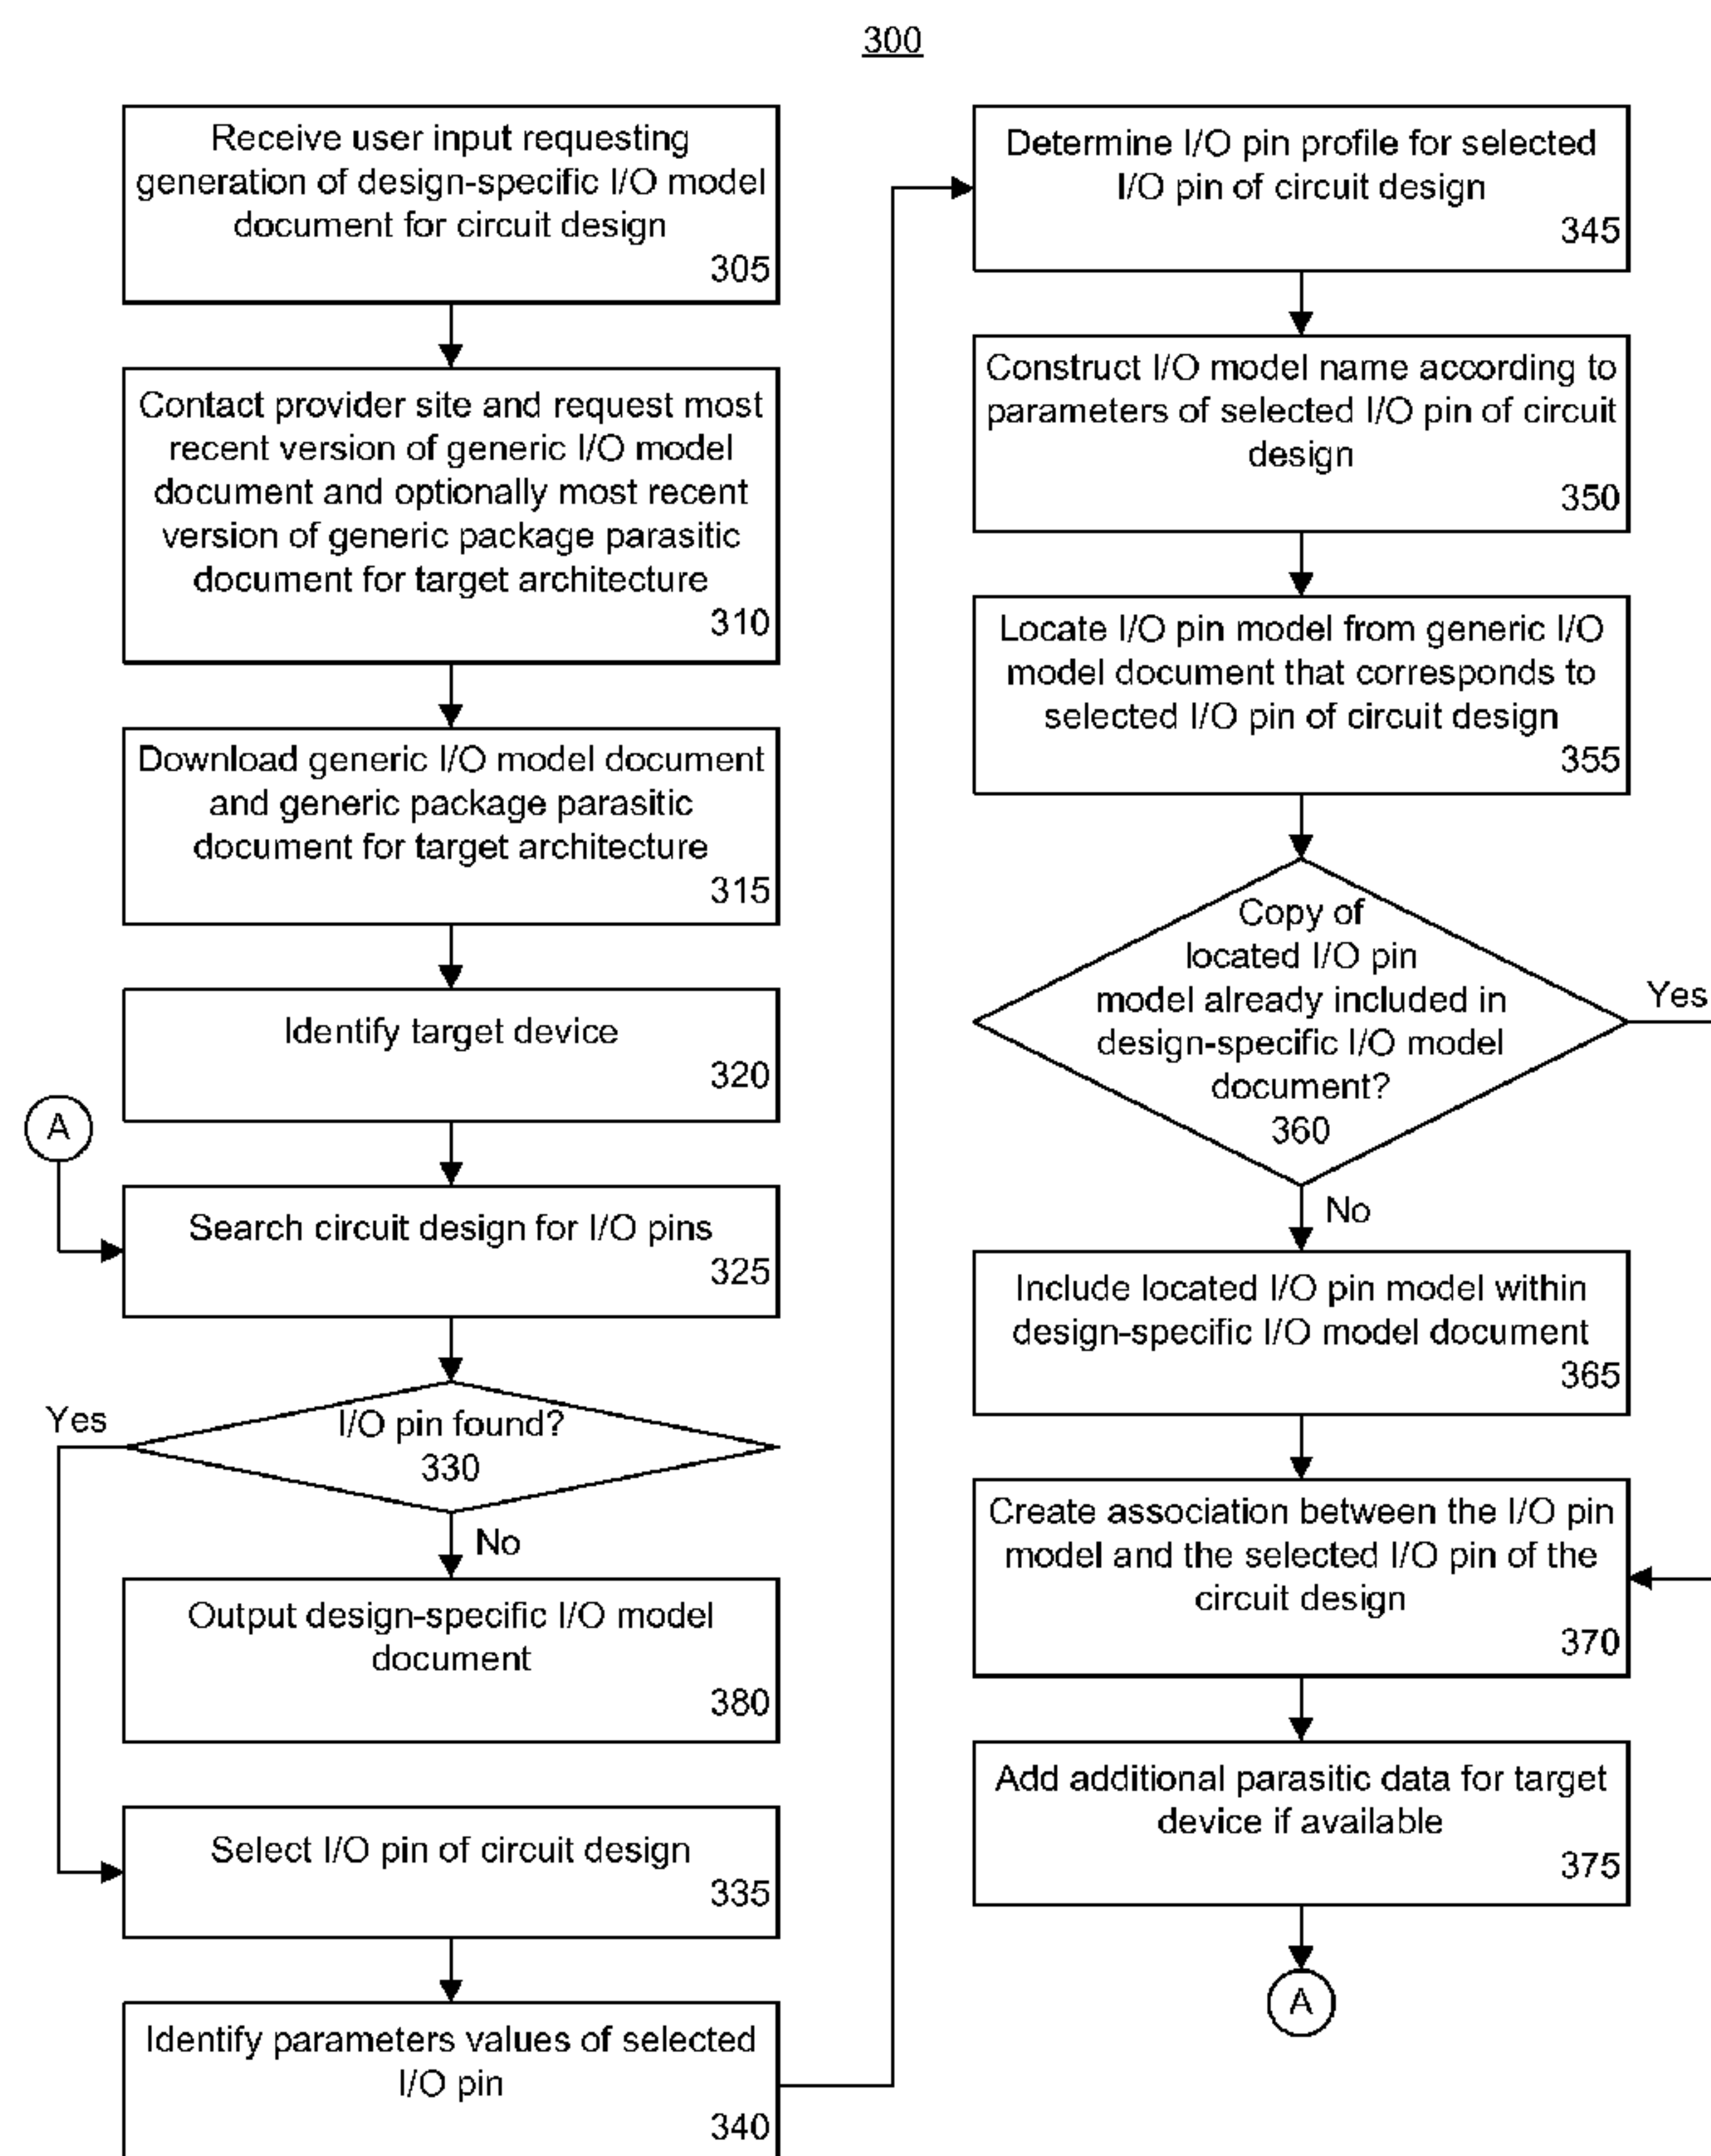 300
Receive user input requesting
generation of design-specific I/O model
document for circuit design
305
Contact provider site and request most
recent version of generic I/O model
document and optionally most recent
version of generic package parasitic
document for target architecture
310
Download generic I/O model document
and generic package parasitic
document for target architecture
315
Identify target device
320
A
Search circuit design for I/O pins
325
I/O pin found?
330
Yes
No
Output design-specific I/O model
document
380
Select I/O pin of circuit design
335
Identify parameters values of selected
I/O pin
340
Determine I/O pin profile for selected
I/O pin of circuit design
345
Construct I/O model name according to
parameters of selected I/O pin of circuit
design
350
Locate I/O pin model from generic I/O
model document that corresponds to
selected I/O pin of circuit design
355
Copy of
located I/O pin
model already included in
design-specific I/O model
document?
360
Yes
No
Include located I/O pin model within
design-specific I/O model document
365
Create association between the I/O pin
model and the selected I/O pin of the
circuit design
370
Add additional parasitic data for target
device if available
375
A